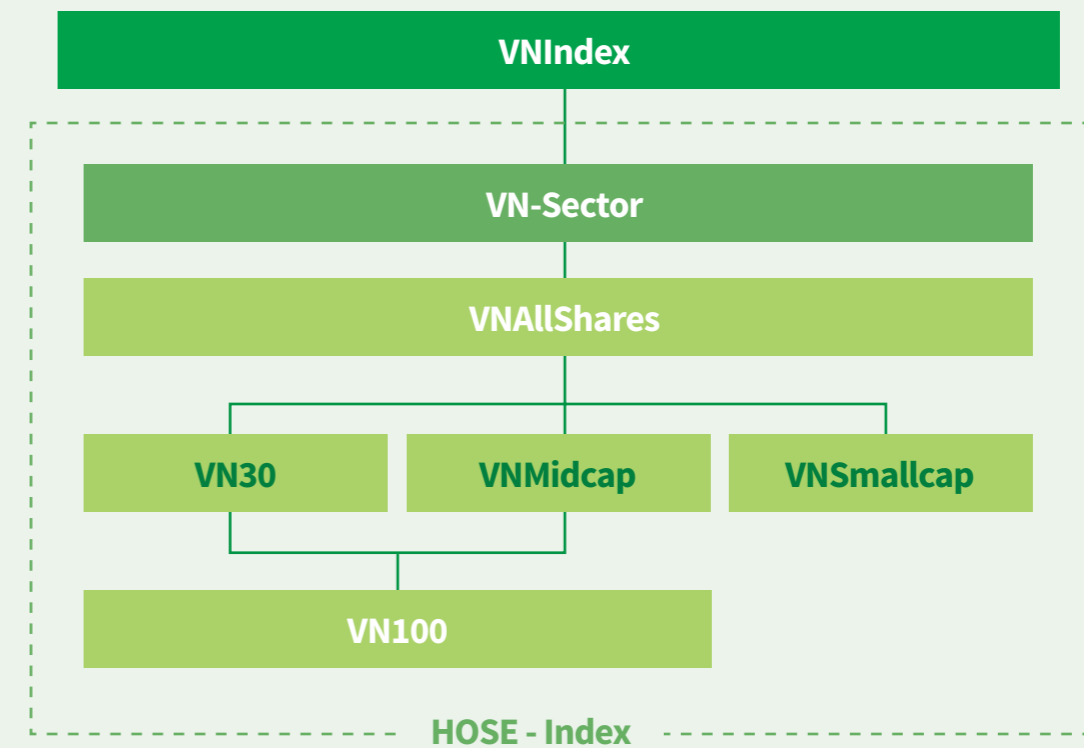 VNIndex
VN-Sector
VNAllShares
VN30
VNMidcap
VNSmallcap
VN100
HOSE - Index